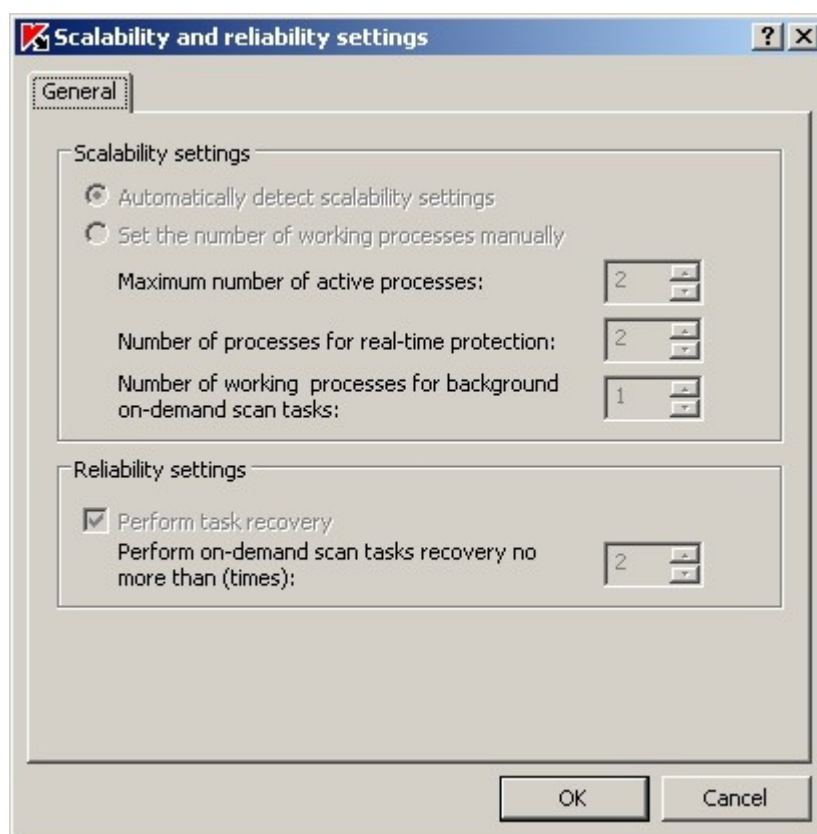 Scalability and reliability settings
General
Scalability settings
Automatically detect scalability settings
Set the number of working processes manually
Maximum number of active processes: 2
Number of processes for real-time protection: 2
Number of working processes for background
on-demand scan tasks: 1
Reliability settings
Perform task recovery
Perform on-demand scan tasks recovery no
more than (times): 2
OK Cancel